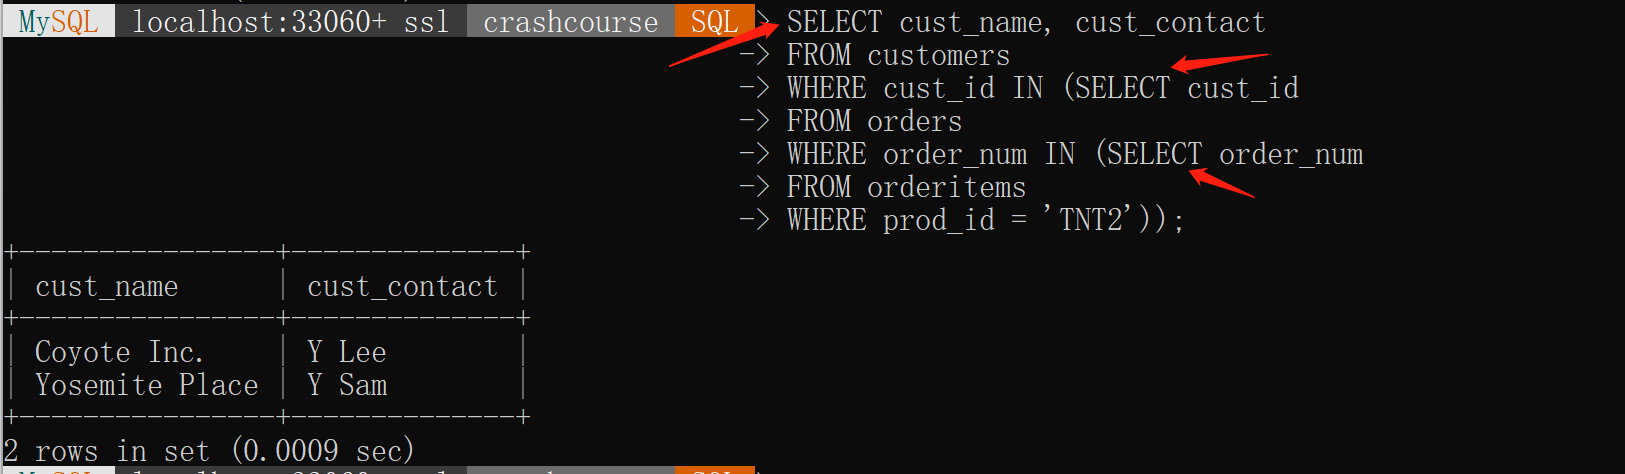 MySQL localhost:33060+ ssl crashcourse SQL > SELECT cust_name, cust_contact
-> FROM customers
-> WHERE cust_id IN (SELECT cust_id
-> FROM orders
-> WHERE order_num IN (SELECT order_num
-> FROM orderitems
-> WHERE prod_id = 'TNT2'));
+----------------+--------------+
| cust_name | cust_contact |
+----------------+--------------+
| Coyote Inc. | Y Lee |
| Yosemite Place | Y Sam |
+----------------+--------------+
2 rows in set (0.0009 sec)